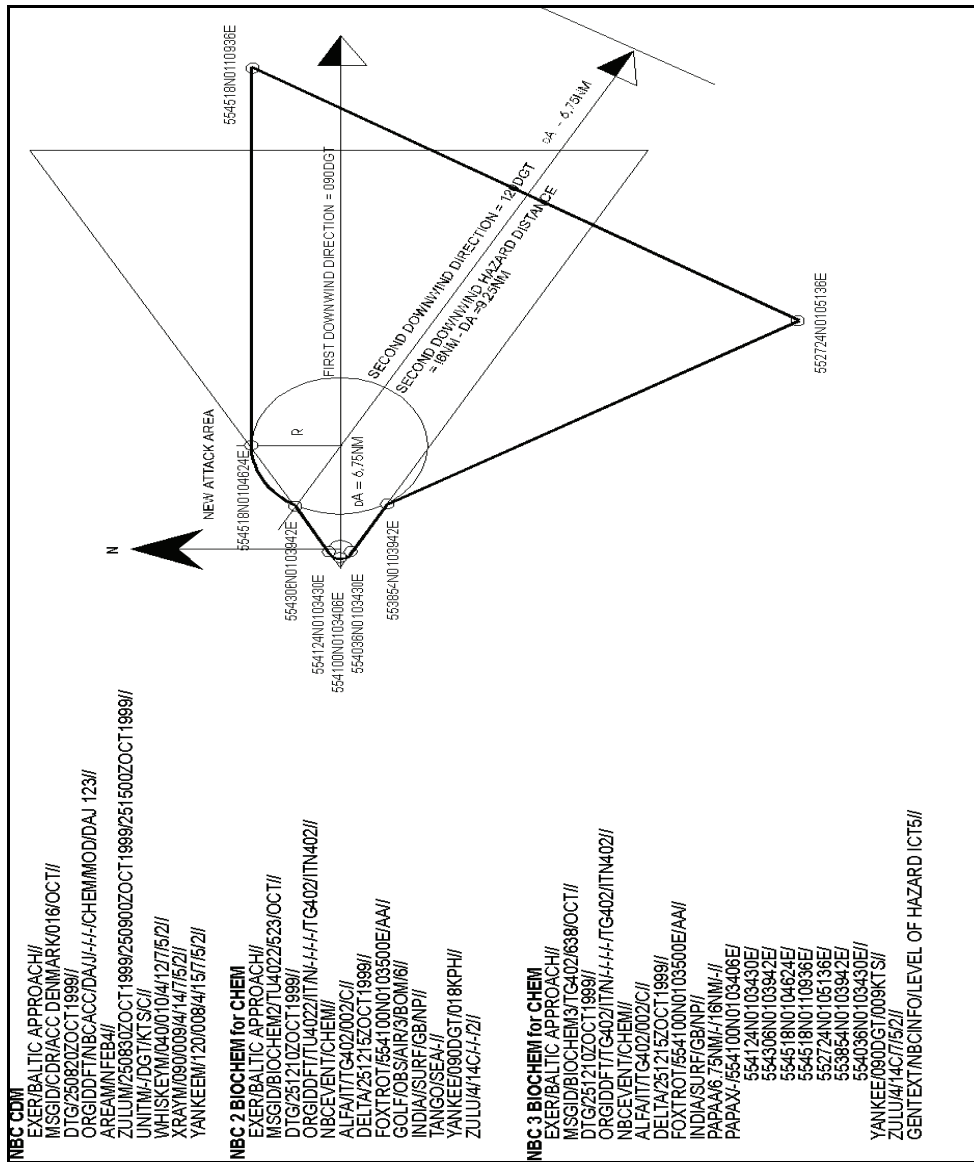 NBC CDM
EXER/BALTIC APPROACH//
MSGID/CDR/ACC DENMARK/016/OCT//
DTG/250820ZOCT1999//
ORGIDDFT/NBCACC/DA/J/-/-/-/CHEM/MOD/DAJ 123//
AREAM/NFEB4//
ZULUM/250830ZOCT1999/250900ZOCT1999/251500ZOCT1999//
UNITM/-/DGT/KTS/C//
WHISKEYM/040/010/4/12/7/5/2//
XRAYM/090/009/4/14/7/5/2//
YANKEEM/120/008/4/15/7/5/2//
NBC 2 BIOCHEM for CHEM
EXER/BALTIC APPROACH//
MSGID/BIOCHEM2/TU4022/523/OCT//
DTG/251210ZOCT1999//
ORGIDDFT/TU4022/IT/N/-/-/-/-/TG402/ITN402//
NBCEVENT/CHEM//
ALFA/IT/TG402/002/C//
DELTA/251215ZOCT1999//
FOXTROT/554100N0103500E/AA//
GOLF/OBS/AIR/3/BOM/6//
INDIA/SURF/GB/NP//
TANGO/SEA-//
YANKEE/090DGT/018KPH//
ZULU/4/14C/-/-/2//
NBC 3 BIOCHEM for CHEM
EXER/BALTIC APPROACH//
MSGID/BIOCHEM3/TG402/638/OCT//
DTG/251210ZOCT1999//
ORGIDDFT/TG402/IT/N/-/-/-/-/TG402/ITN402//
NBCEVENT/CHEM//
ALFA/IT/TG402/002/C//
DELTA/251215ZOCT1999//
FOXTROT/554100N0103500E/AA//
INDIA/SURF/GB/NP//
PAPAA/6.75NM/-/16NM/-//
PAPAX/-/554100N0103406E/
554124N0103430E/
554306N0103942E/
554518N0104624E/
554518N0110936E/
552724N0105136E/
553854N0103942E/
554036N0103430E//
YANKEE/090DGT/009KTS//
ZULU/4/14C/7/5/2//
GENTEXT/NBCINFO/LEVEL OF HAZARD ICT5//
N
NEW ATTACK AREA
554518N0104624E
554518N0110936E
554306N0103942E
554124N0103430E
554100N0103406E
554036N0103430E
553854N0103942E
552724N0105136E
R
DA = 6,75NM
FIRST DOWNWIND DIRECTION = 090DGT
SECOND DOWNWIND DIRECTION = 120DGT
SECOND DOWNWIND HAZARD DISTANCE
= 16NM - DA = 9.25NM
DA - 6,75NM